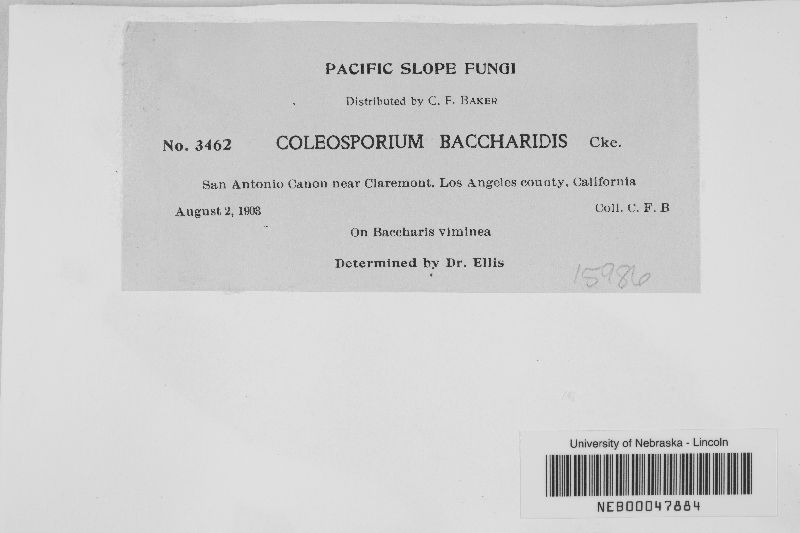 PACIFIC SLOPE FUNGI
Distributed by C. F. BAKER
No. 3462 COLEOSPORIUM BACCHARIDIS Cke.
San Antonio Canon near Claremont, Los Angeles county, California
August 2, 1903 Coll. C. F. B
On Baccharis viminea
Determined by Dr. Ellis
15986
University of Nebraska - Lincoln
NEB00047884